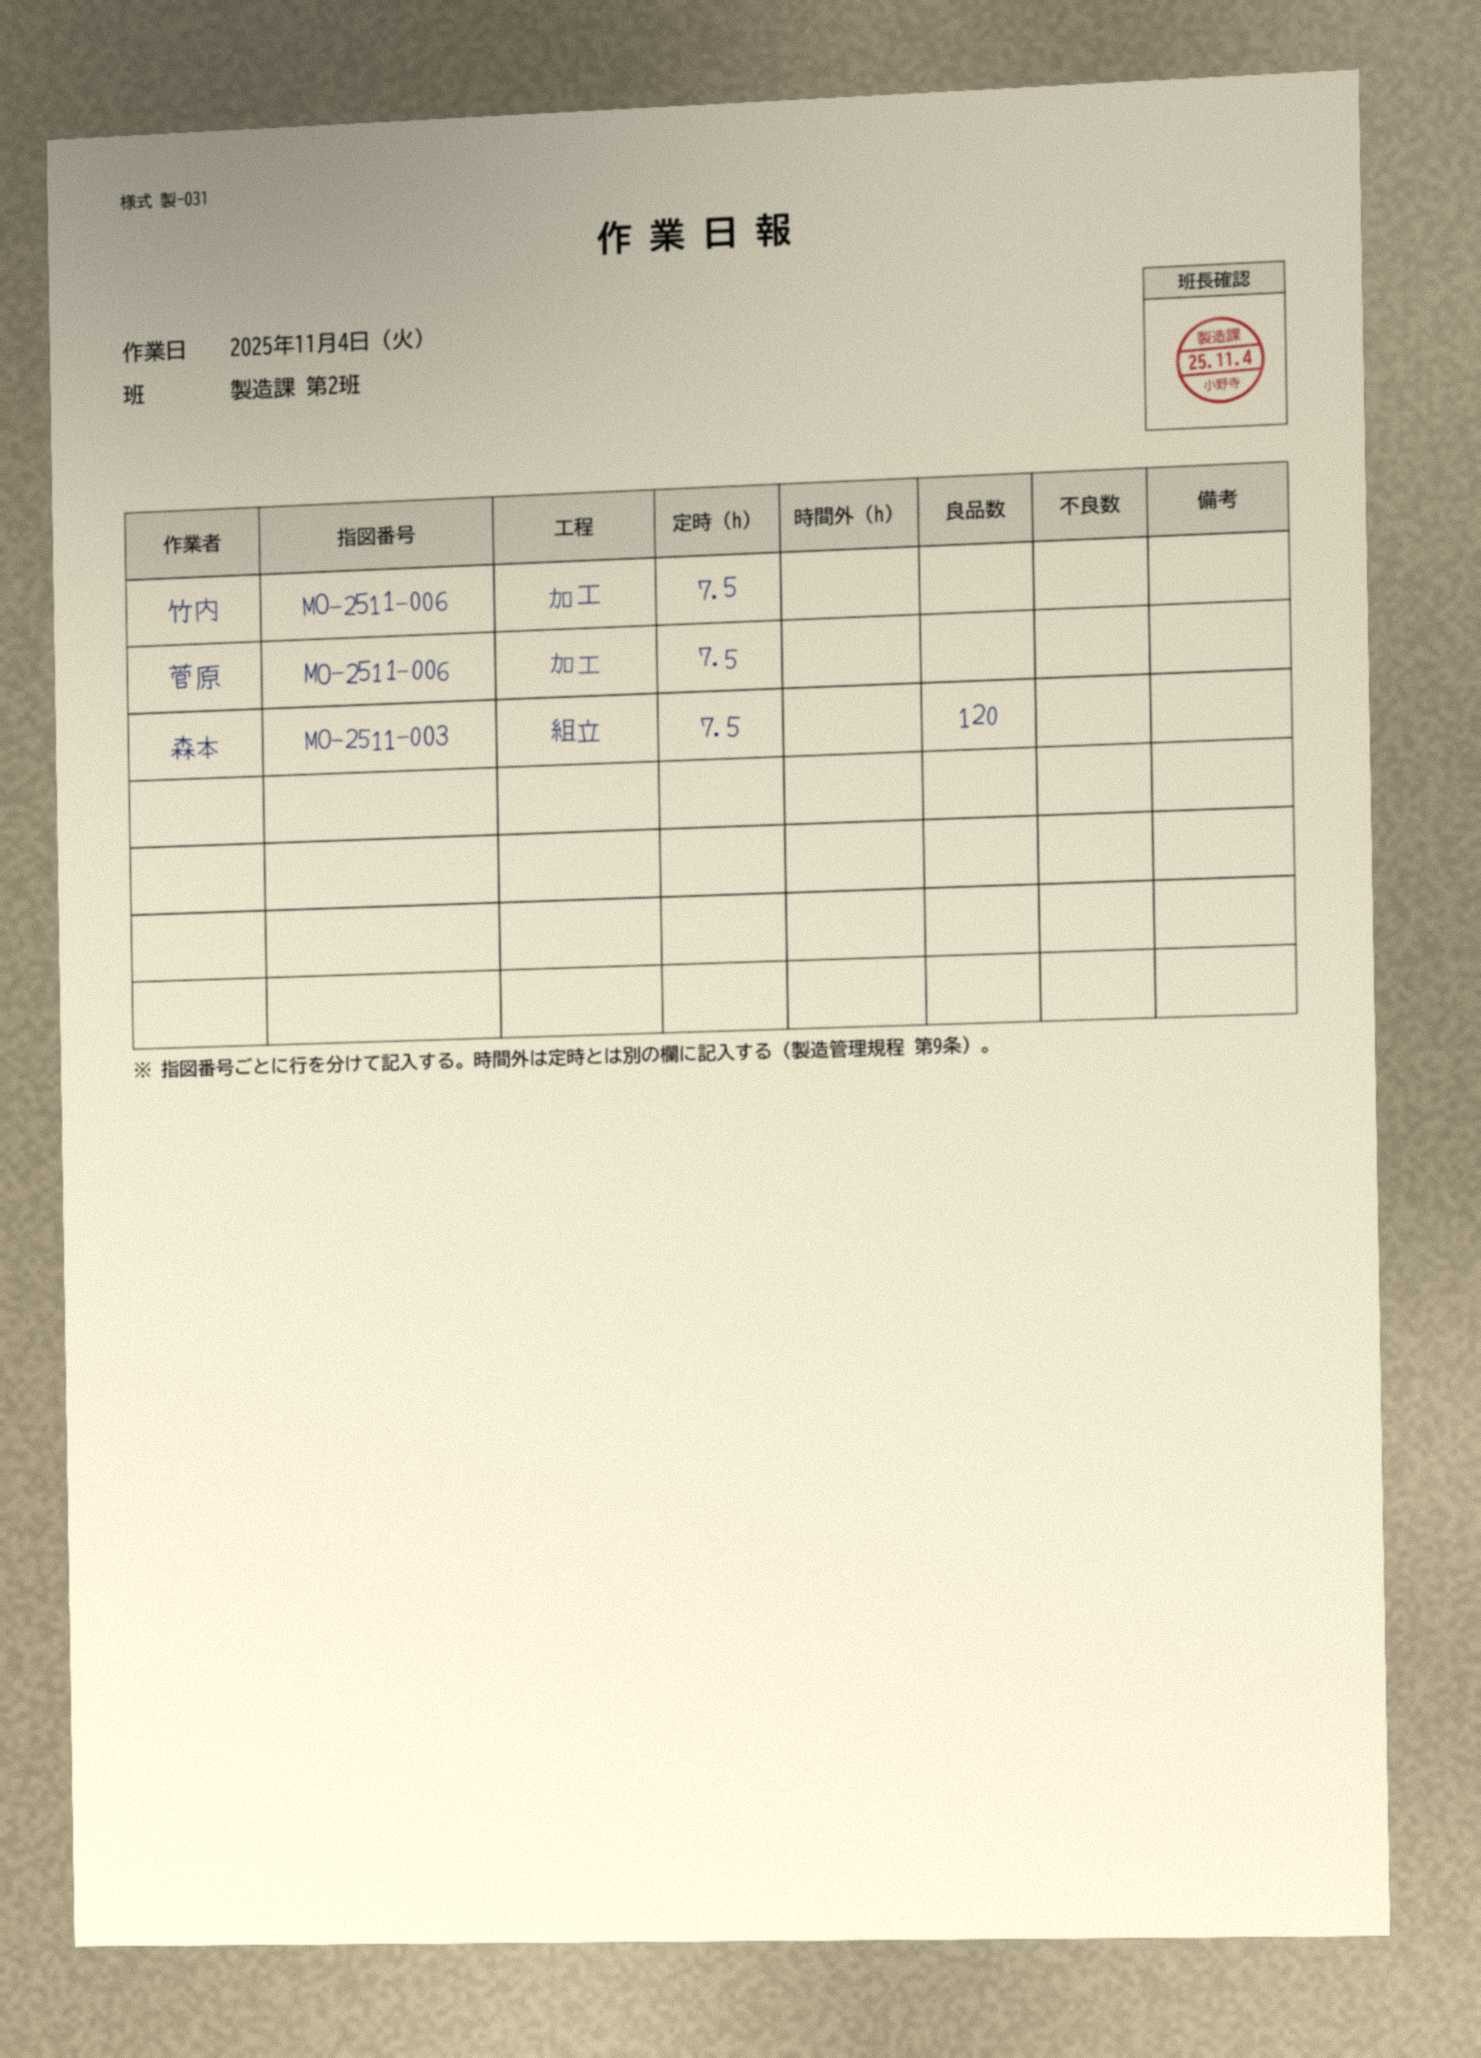 様式 製-031
作業日報
班長確認
製造課
25.11.4
小野寺
作業日 2025年11月4日（火）
班 製造課 第2班
作業者 指図番号 工程 定時（h） 時間外（h） 良品数 不良数 備考
竹内 MO-2511-006 加工 7.5
菅原 MO-2511-006 加工 7.5
森本 MO-2511-003 組立 7.5 120
※ 指図番号ごとに行を分けて記入する。時間外は定時とは別の欄に記入する（製造管理規程 第9条）。